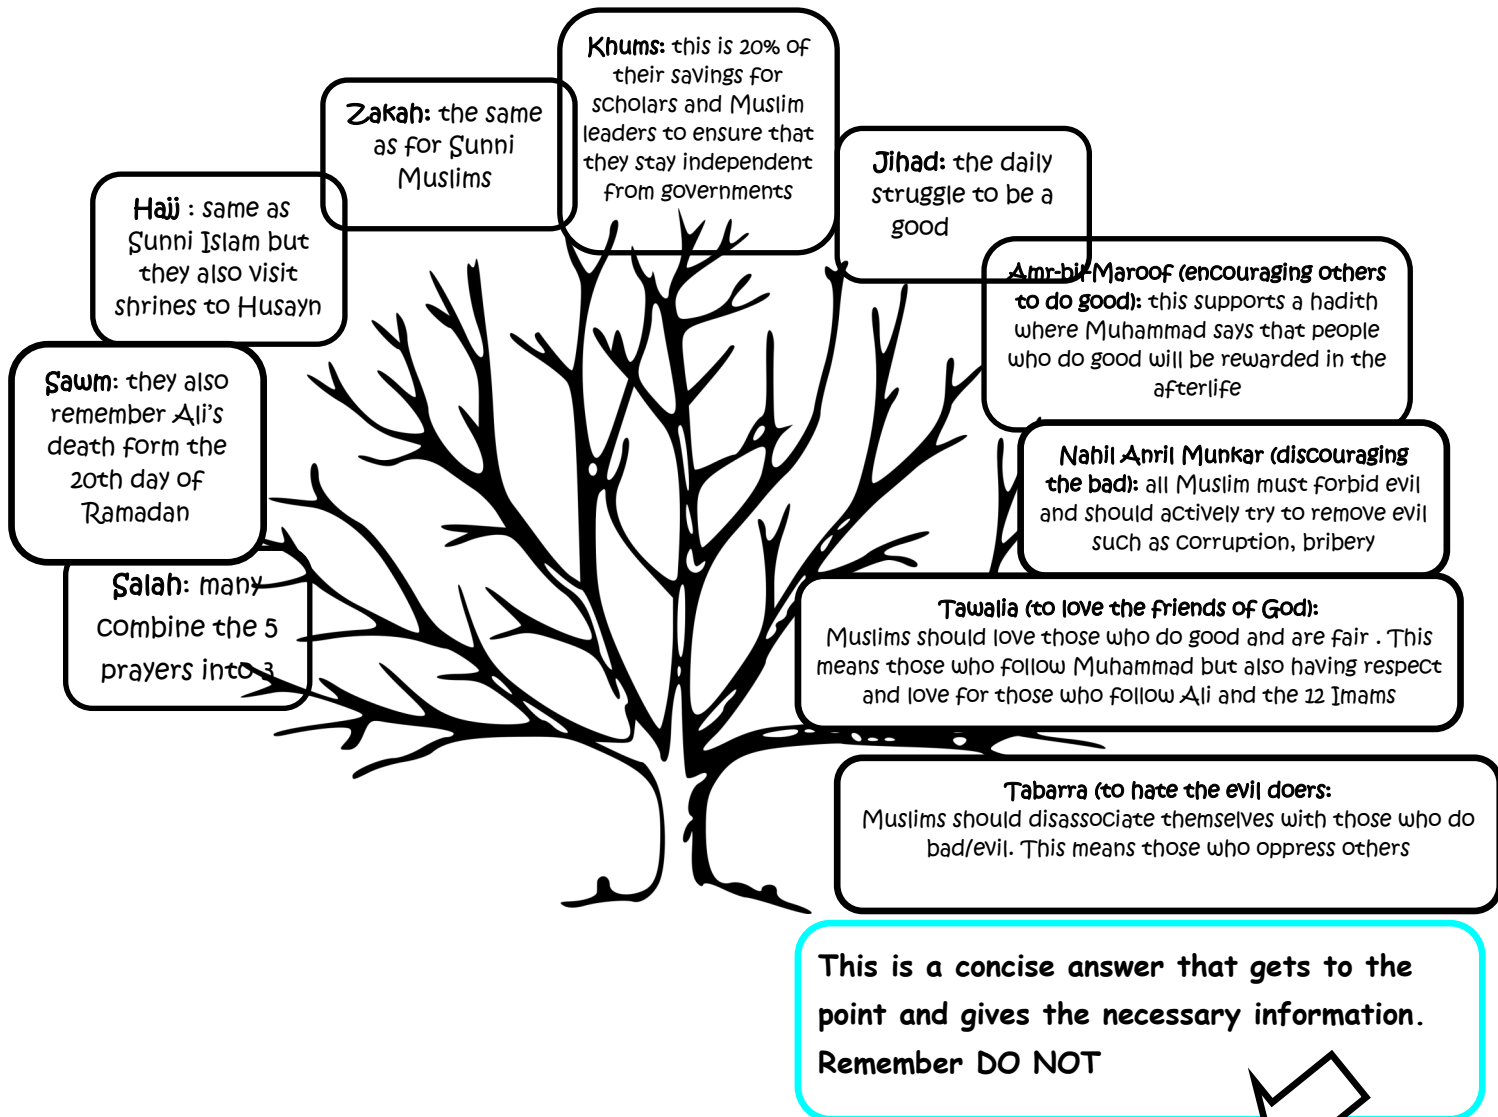 Khums: this is 20% of
their savings for
scholars and Muslim
leaders to ensure that
they stay independent
from governments
Zakah: the same
as for Sunni
Muslims
Jihad: the daily
struggle to be a
good
Hajj : same as
Sunni Islam but
they also visit
shrines to Husayn
Amr-bil-Maroof (encouraging others
to do good): this supports a hadith
where Muhammad says that people
who do good will be rewarded in the
afterlife
Sawm: they also
remember Ali's
death form the
20th day of
Ramadan
Nahil Anril Munkar (discouraging
the bad): all Muslim must forbid evil
and should actively try to remove evil
such as corruption, bribery
Salah: many
combine the 5
prayers into 3
Tawalia (to love the friends of God):
Muslims should love those who do good and are fair . This
means those who follow Muhammad but also having respect
and love for those who follow Ali and the 12 Imams
Tabarra (to hate the evil doers:
Muslims should disassociate themselves with those who do
bad/evil. This means those who oppress others
This is a concise answer that gets to the
point and gives the necessary information.
Remember DO NOT